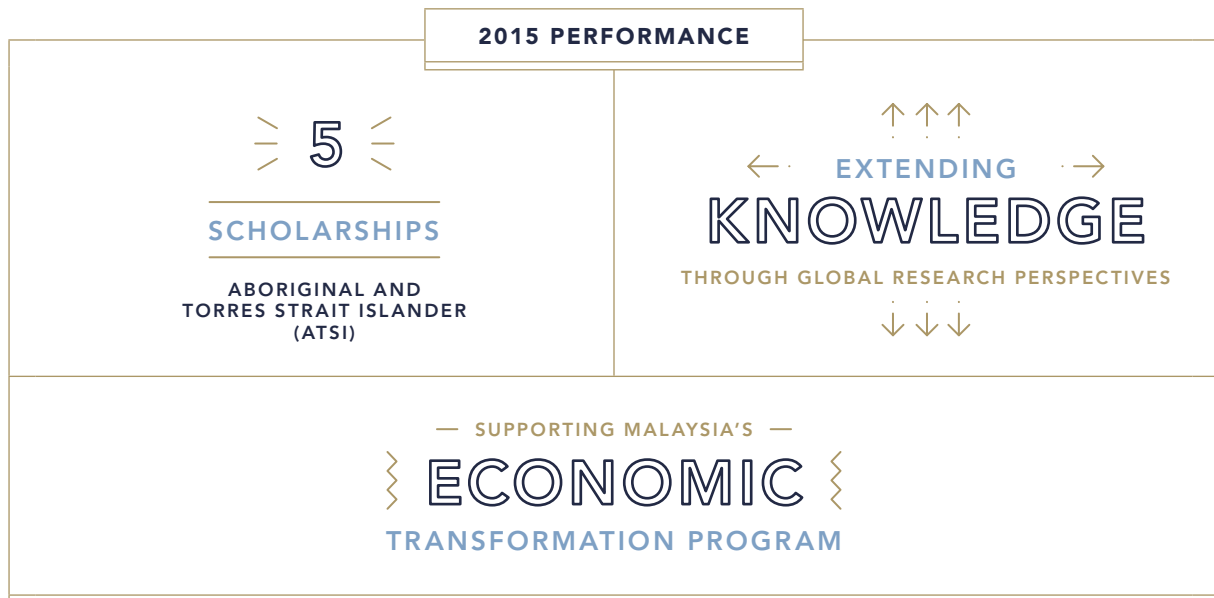 2015 PERFORMANCE
5
SCHOLARSHIPS
ABORIGINAL AND
TORRES STRAIT ISLANDER
(ATSI)
EXTENDING
KNOWLEDGE
THROUGH GLOBAL RESEARCH PERSPECTIVES
SUPPORTING MALAYSIA'S
ECONOMIC
TRANSFORMATION PROGRAM